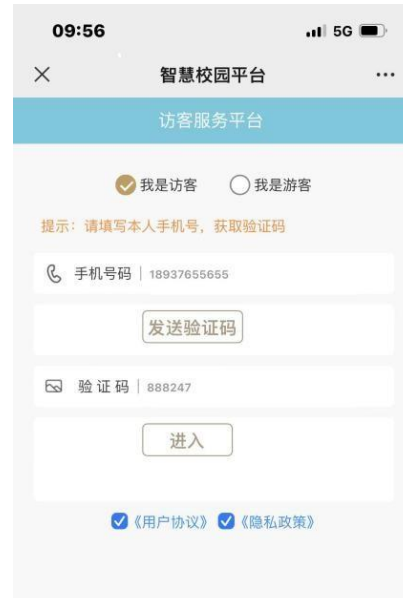 09:56 5G
智慧校园平台
访客服务平台
我是访客 我是游客
提示：请填写本人手机号，获取验证码
手机号码 18937655655
发送验证码
验 证 码 888247
进入
《用户协议》 《隐私政策》